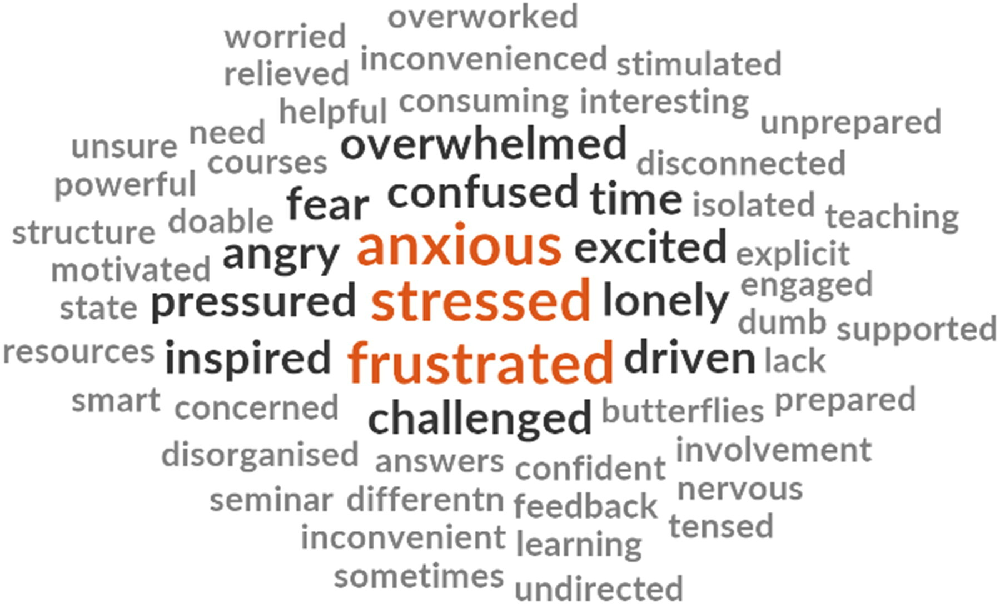 overworked
worried
inconvenienced stimulated
relieved
helpful consuming interesting
unprepared
unsure need overwhelmed
courses disconnected
powerful
fear confused time isolated teaching
structure doable
angry anxious excited explicit
motivated
engaged
state pressured stressed lonely
dumb supported
resources inspired frustrated driven lack
smart concerned challenged butterflies prepared
disorganised answers confident involvement
seminar differentn feedback nervous
inconvenient learning tensed
sometimes undirected